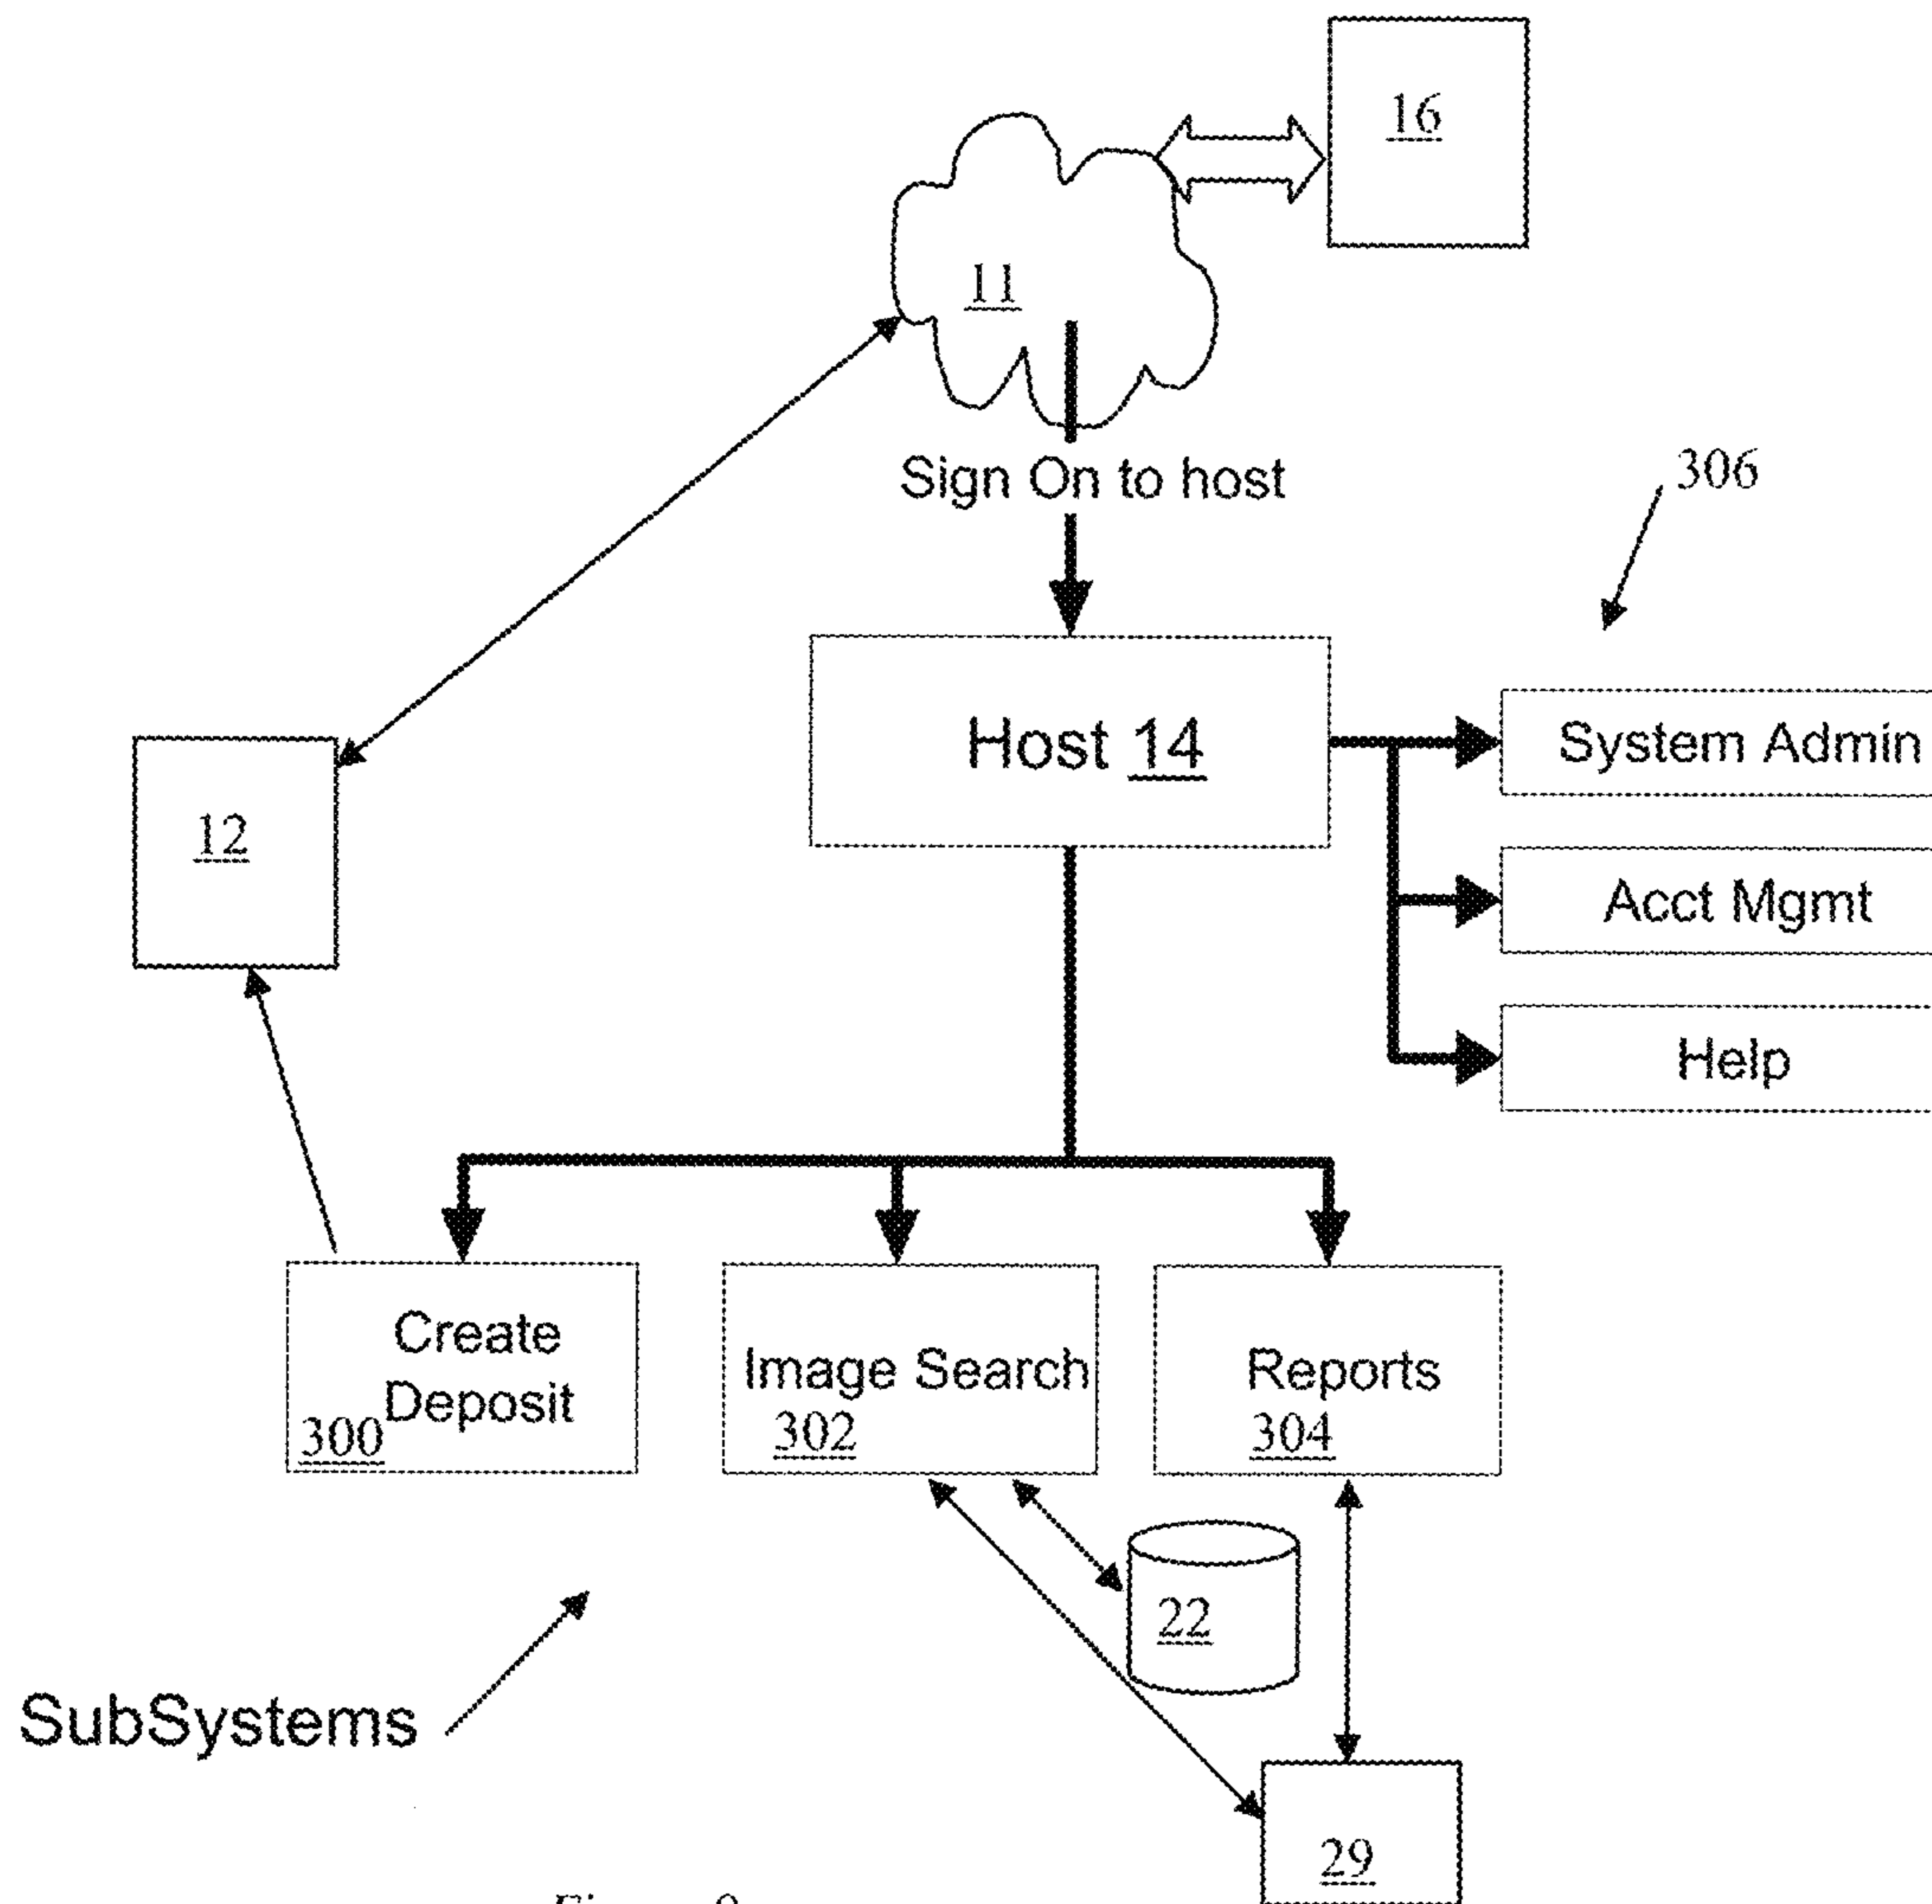 16
11
Sign On to host
306
Host 14
System Admin
12
Acct Mgmt
Help
Create
Deposit
300
Image Search
302
Reports
304
22
SubSystems
29